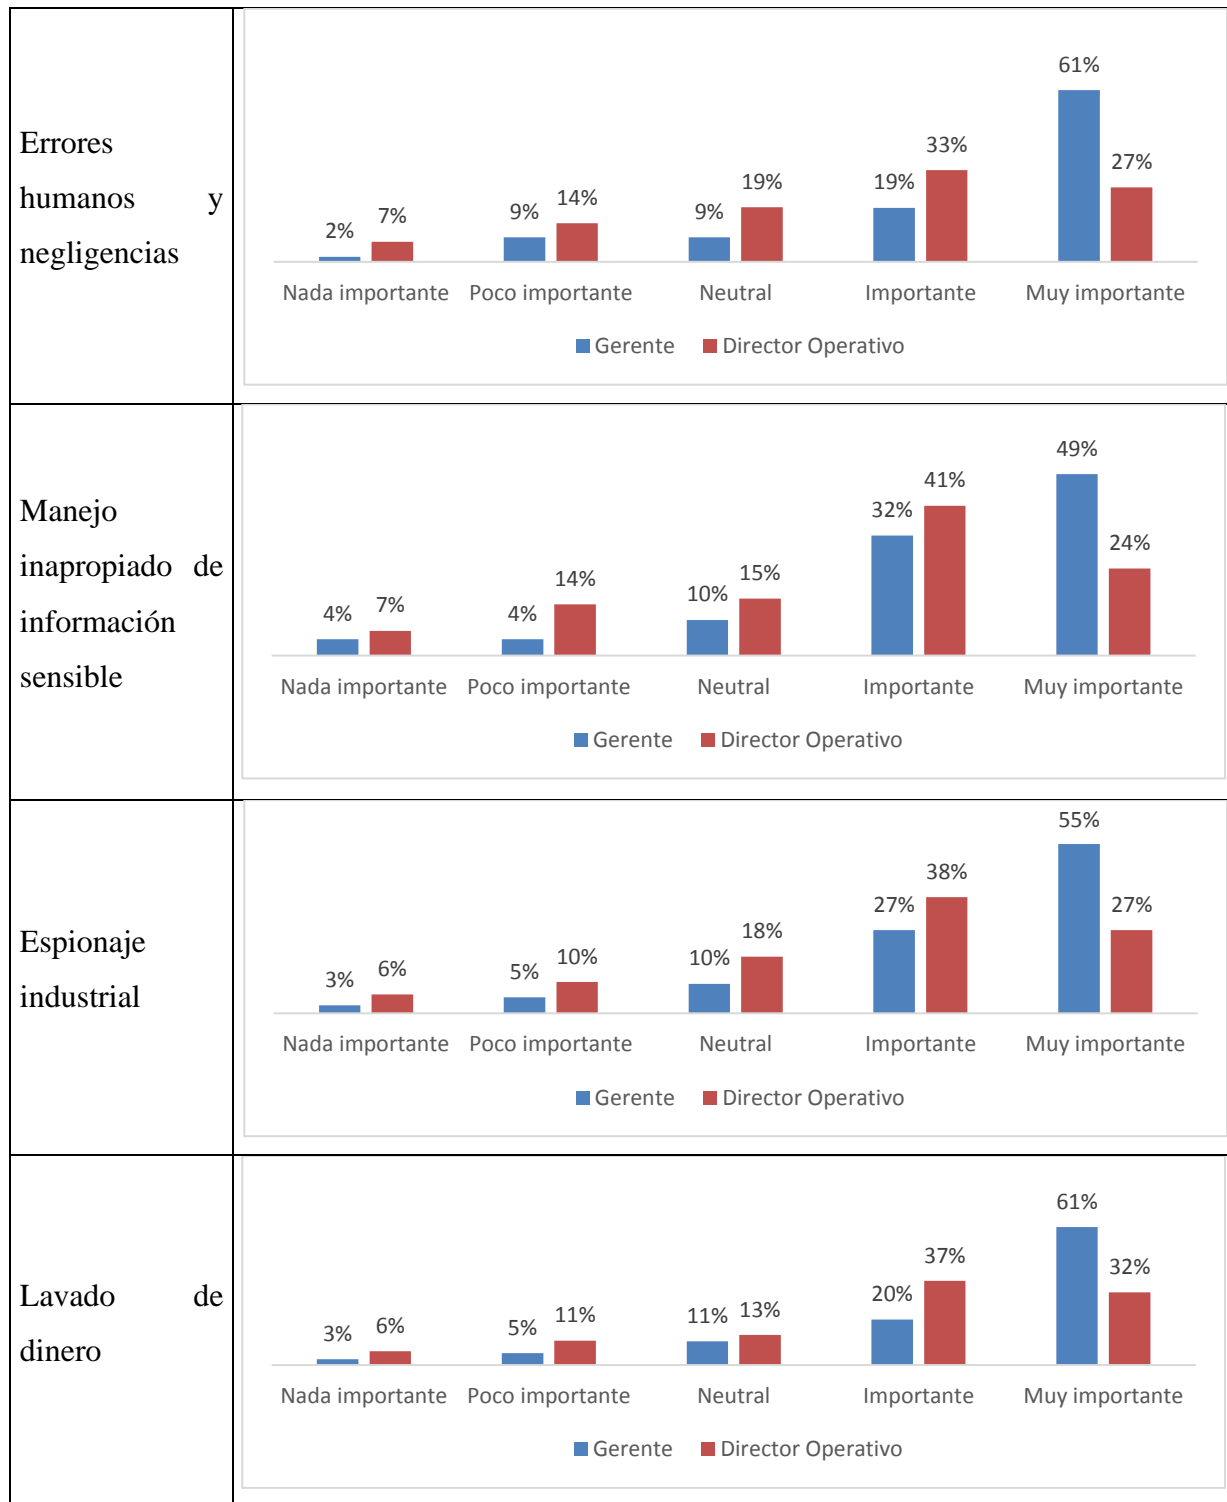 Errores
humanos y
negligencias
61%
33%
27%
19%
19%
14%
9%
9%
7%
2%
Nada importante Poco importante Neutral Importante Muy importante
Gerente Director Operativo
Manejo
inapropiado de
información
sensible
49%
41%
32%
24%
15%
14%
10%
7%
4%
4%
Nada importante Poco importante Neutral Importante Muy importante
Gerente Director Operativo
Espionaje
industrial
55%
38%
27%
27%
18%
10%
10%
6%
5%
3%
Nada importante Poco importante Neutral Importante Muy importante
Gerente Director Operativo
Lavado de
dinero
61%
37%
32%
20%
13%
11%
11%
6%
5%
3%
Nada importante Poco importante Neutral Importante Muy importante
Gerente Director Operativo